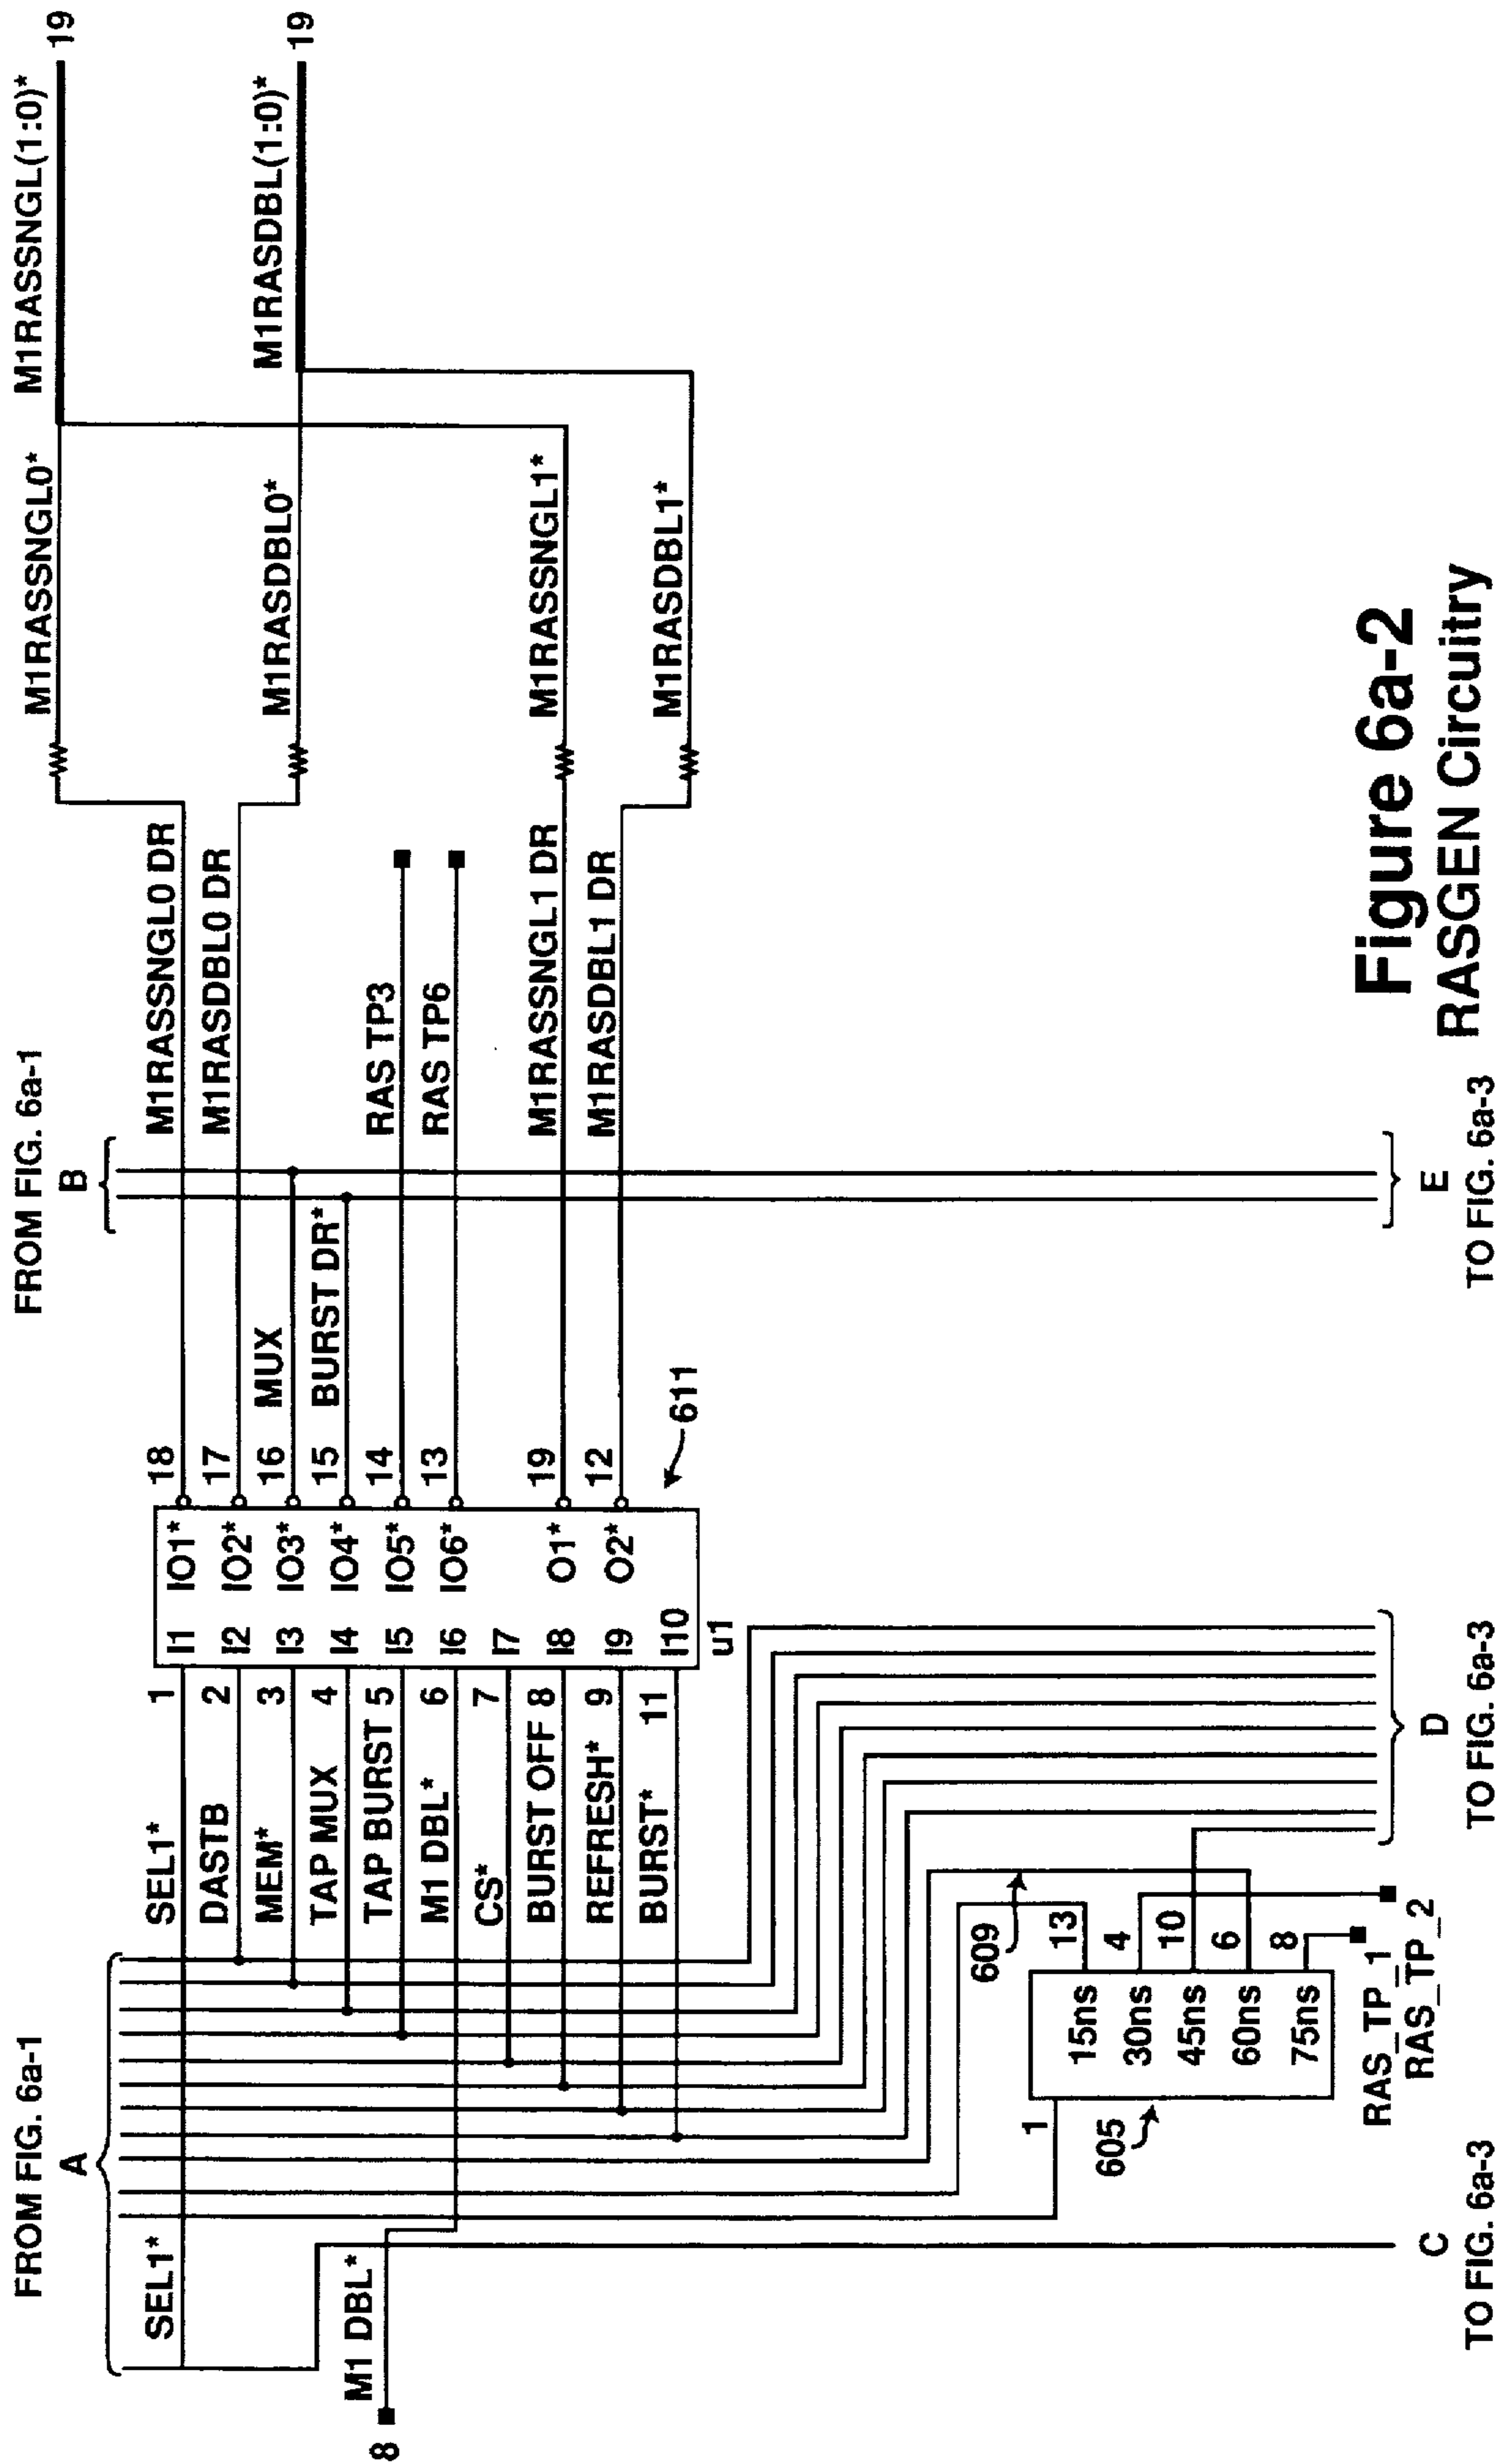 FROM FIG. 6a-1
A
FROM FIG. 6a-1
B
SEL1*
SEL1*
DASTB
MEM*
TAP MUX
TAP BURST
M1 DBL*
CS*
BURST OFF
REFRESH*
BURST*
8
M1 DBL*
1
2
3
4
5
6
7
8
9
11
I1 IO1*
I2 IO2*
I3 IO3*
I4 IO4*
I5 IO5*
I6 IO6*
I7
I8 O1*
I9 O2*
I10
u1
611
18
17
16
15
14
13
19
12
M1RASSNGL0 DR
M1RASDBL0 DR
MUX
BURST DR*
RAS TP3
RAS TP6
M1RASSNGL1 DR
M1RASDBL1 DR
M1RASSNGL0*
M1RASDBL0*
M1RASSNGL1*
M1RASDBL1*
M1RASSNGL(1:0)*
19
M1RASDBL(1:0)*
19
1
605
609
15ns 13
30ns 4
45ns 10
60ns 6
75ns 8
RAS_TP_1
RAS_TP_2
C
TO FIG. 6a-3
D
TO FIG. 6a-3
E
TO FIG. 6a-3
Figure 6a-2
RASGEN Circuitry